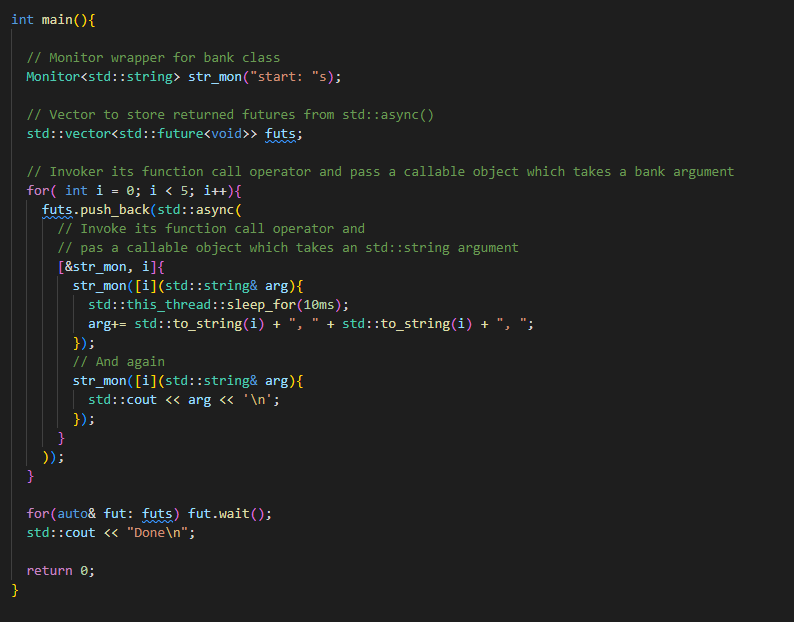 int main(){
// Monitor wrapper for bank class
Monitor<std::string> str_mon("start: "s);
// Vector to store returned futures from std::async()
std::vector<std::future<void>> futs;
// Invoker its function call operator and pass a callable object which takes a bank argument
for( int i = 0; i < 5; i++){
futs.push_back(std::async(
// Invoke its function call operator and
// pas a callable object which takes an std::string argument
[&str_mon, i]{
str_mon([i](std::string& arg){
std::this_thread::sleep_for(10ms);
arg+= std::to_string(i) + ", " + std::to_string(i) + ", ";
});
// And again
str_mon([i](std::string& arg){
std::cout << arg << '\n';
});
}
));
}
for(auto& fut: futs) fut.wait();
std::cout << "Done\n";
return 0;
}